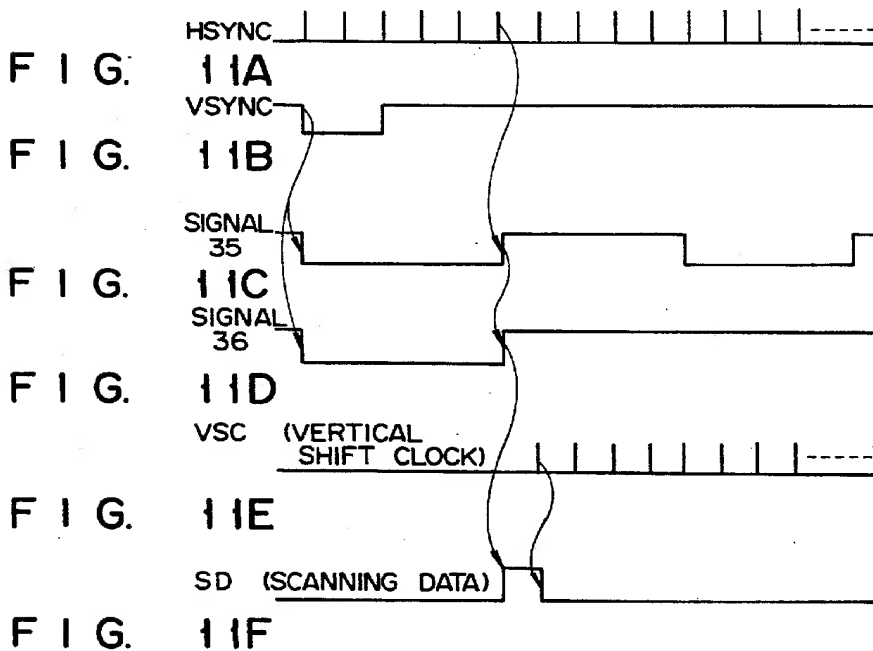 HSYNC
FIG. 11A
VSYNC
FIG. 11B
SIGNAL
35
FIG. 11C
SIGNAL
36
FIG. 11D
VSC (VERTICAL
SHIFT CLOCK)
FIG. 11E
SD (SCANNING DATA)
FIG. 11F